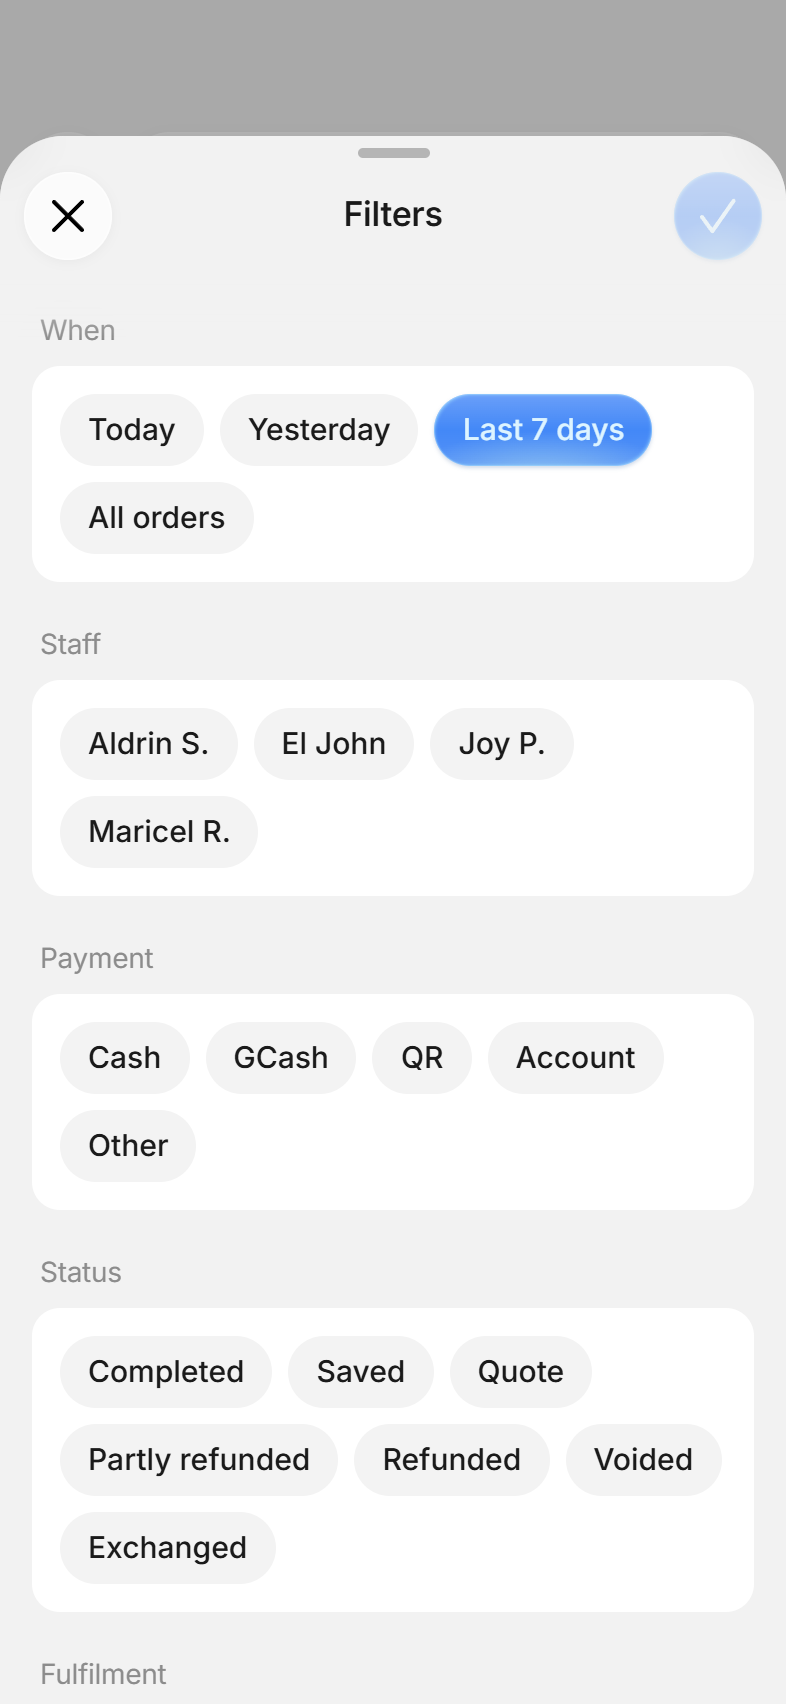 Filters
When
Today Yesterday Last 7 days
All orders
Staff
Aldrin S. El John Joy P.
Maricel R.
Payment
Cash GCash QR Account
Other
Status
Completed Saved Quote
Partly refunded Refunded Voided
Exchanged
Fulfilment